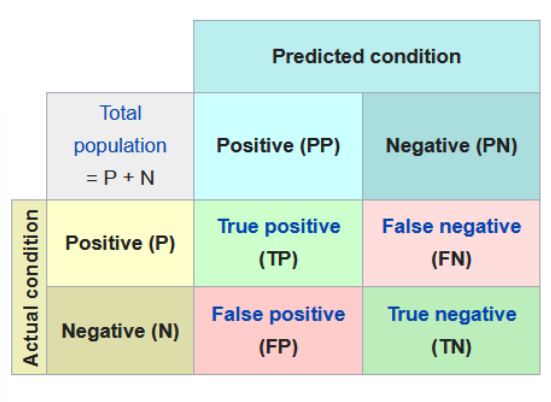 Predicted condition
Total
population
= P + N
Positive (PP)
Negative (PN)
Actual condition
Positive (P)
True positive
(TP)
False negative
(FN)
Negative (N)
False positive
(FP)
True negative
(TN)